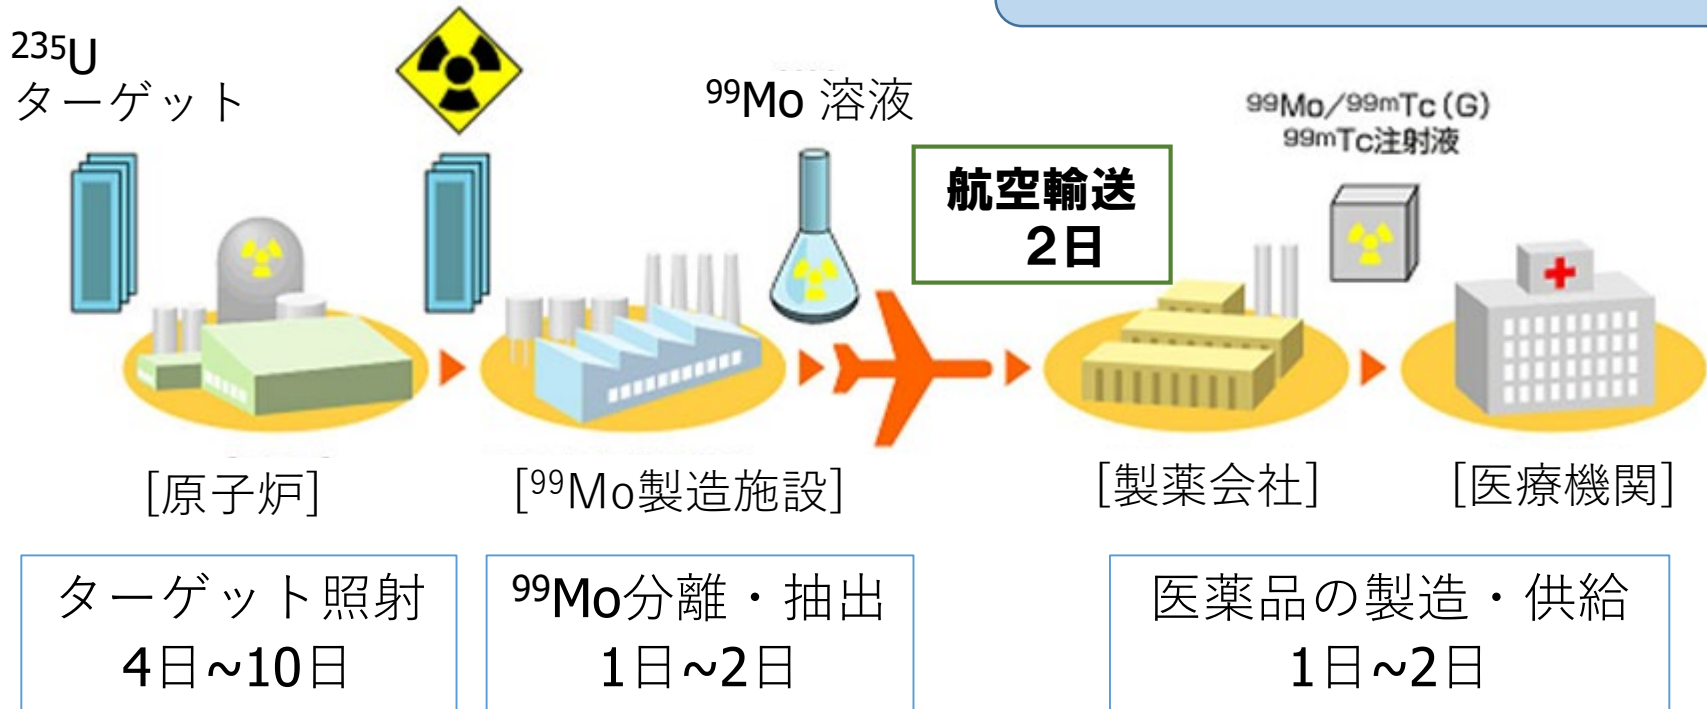 ²³⁵U
ターゲット
⁹⁹Mo 溶液
航空輸送
2日
⁹⁹Mo/⁹⁹ᵐTc(G)
⁹⁹ᵐTc注射液
[原子炉]
[⁹⁹Mo製造施設]
[製薬会社]
[医療機関]
ターゲット照射
4日~10日
⁹⁹Mo分離・抽出
1日~2日
医薬品の製造・供給
1日~2日